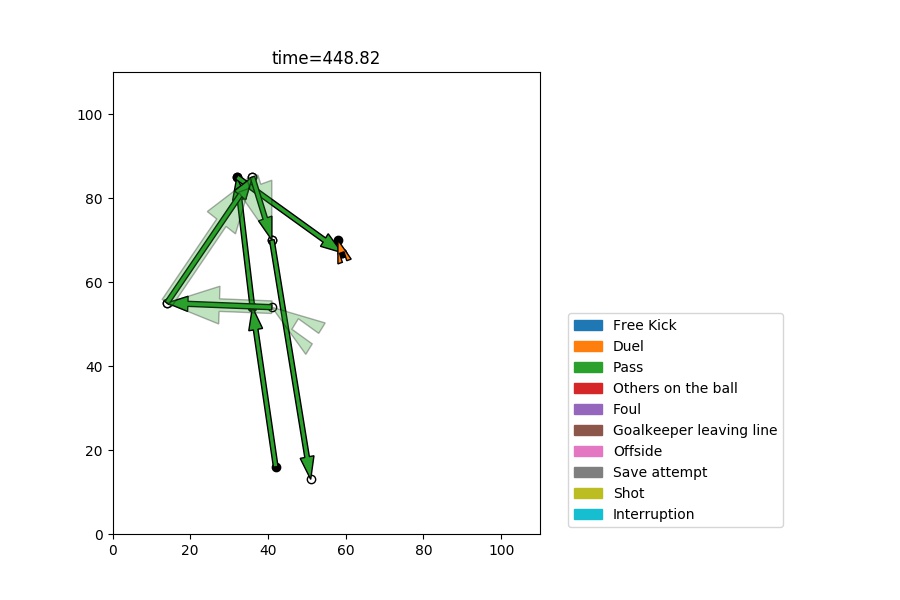 time=448.82
100
80
60
40
20
0
0 20 40 60 80 100
Free Kick
Duel
Pass
Others on the ball
Foul
Goalkeeper leaving line
Offside
Save attempt
Shot
Interruption